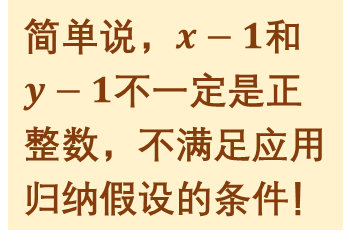 简单说，x − 1和
y − 1不一定是正
整数，不满足应用
归纳假设的条件!